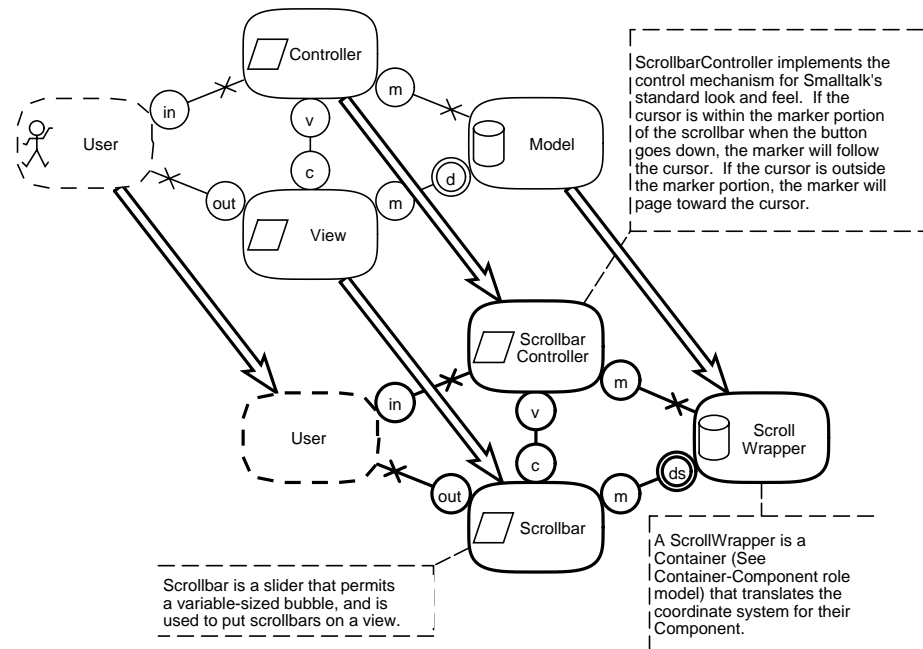 Controller
ScrollbarController implements the
control mechanism for Smalltalk's
standard look and feel. If the
cursor is within the marker portion
of the scrollbar when the button
goes down, the marker will follow
the cursor. If the cursor is outside
the marker portion, the marker will
page toward the cursor.
in
m
v
User
Model
c
d
out
m
View
Scrollbar
Controller
m
in
v
User
Scroll
Wrapper
c
ds
out
m
Scrollbar
A ScrollWrapper is a
Container (See
Container-Component role
model) that translates the
coordinate system for their
Component.
Scrollbar is a slider that permits
a variable-sized bubble, and is
used to put scrollbars on a view.